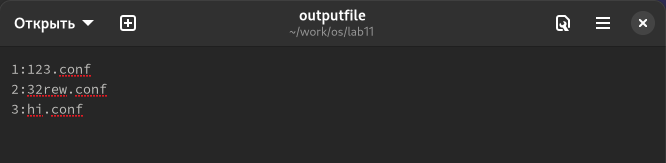 Открыть
outputfile
~/work/os/lab11
1:123.conf
2:32rew.conf
3:hi.conf